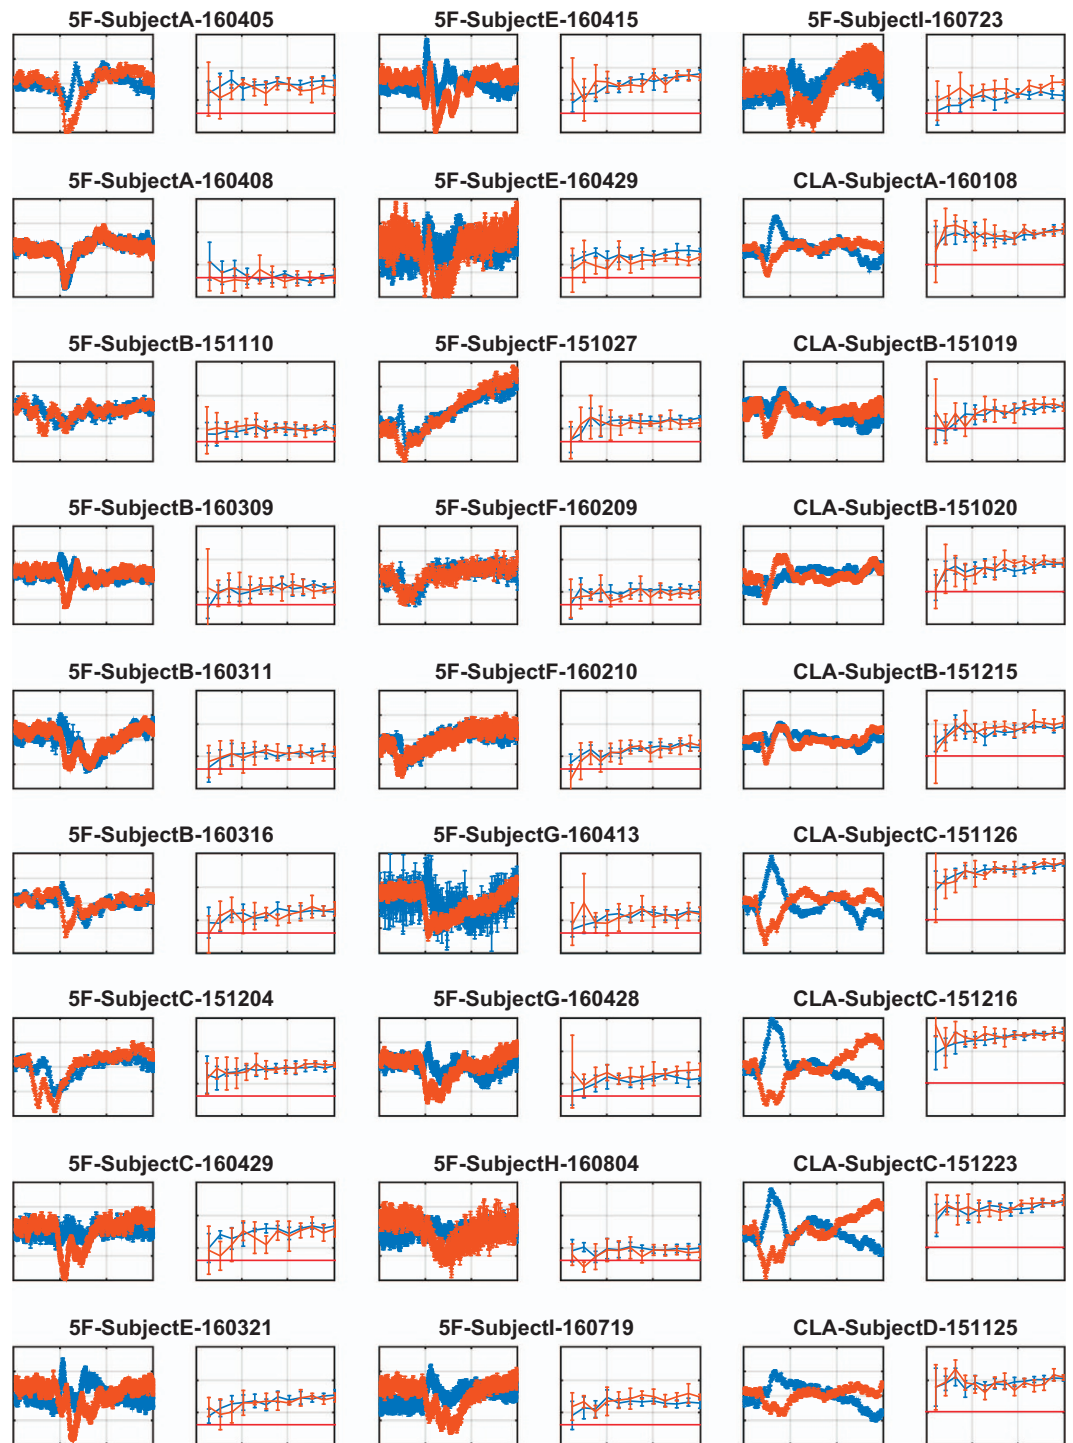 5F-SubjectA-160405 5F-SubjectE-160415 5F-SubjectI-160723
5F-SubjectA-160408 5F-SubjectE-160429 CLA-SubjectA-160108
5F-SubjectB-151110 5F-SubjectF-151027 CLA-SubjectB-151019
5F-SubjectB-160309 5F-SubjectF-160209 CLA-SubjectB-151020
5F-SubjectB-160311 5F-SubjectF-160210 CLA-SubjectB-151215
5F-SubjectB-160316 5F-SubjectG-160413 CLA-SubjectC-151126
5F-SubjectC-151204 5F-SubjectG-160428 CLA-SubjectC-151216
5F-SubjectC-160429 5F-SubjectH-160804 CLA-SubjectC-151223
5F-SubjectE-160321 5F-SubjectI-160719 CLA-SubjectD-151125